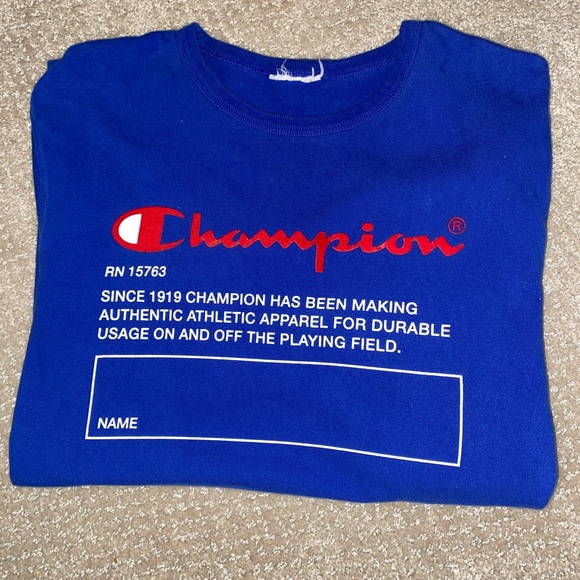 Champion®
RN 15763
SINCE 1919 CHAMPION HAS BEEN MAKING
AUTHENTIC ATHLETIC APPAREL FOR DURABLE
USAGE ON AND OFF THE PLAYING FIELD.
NAME